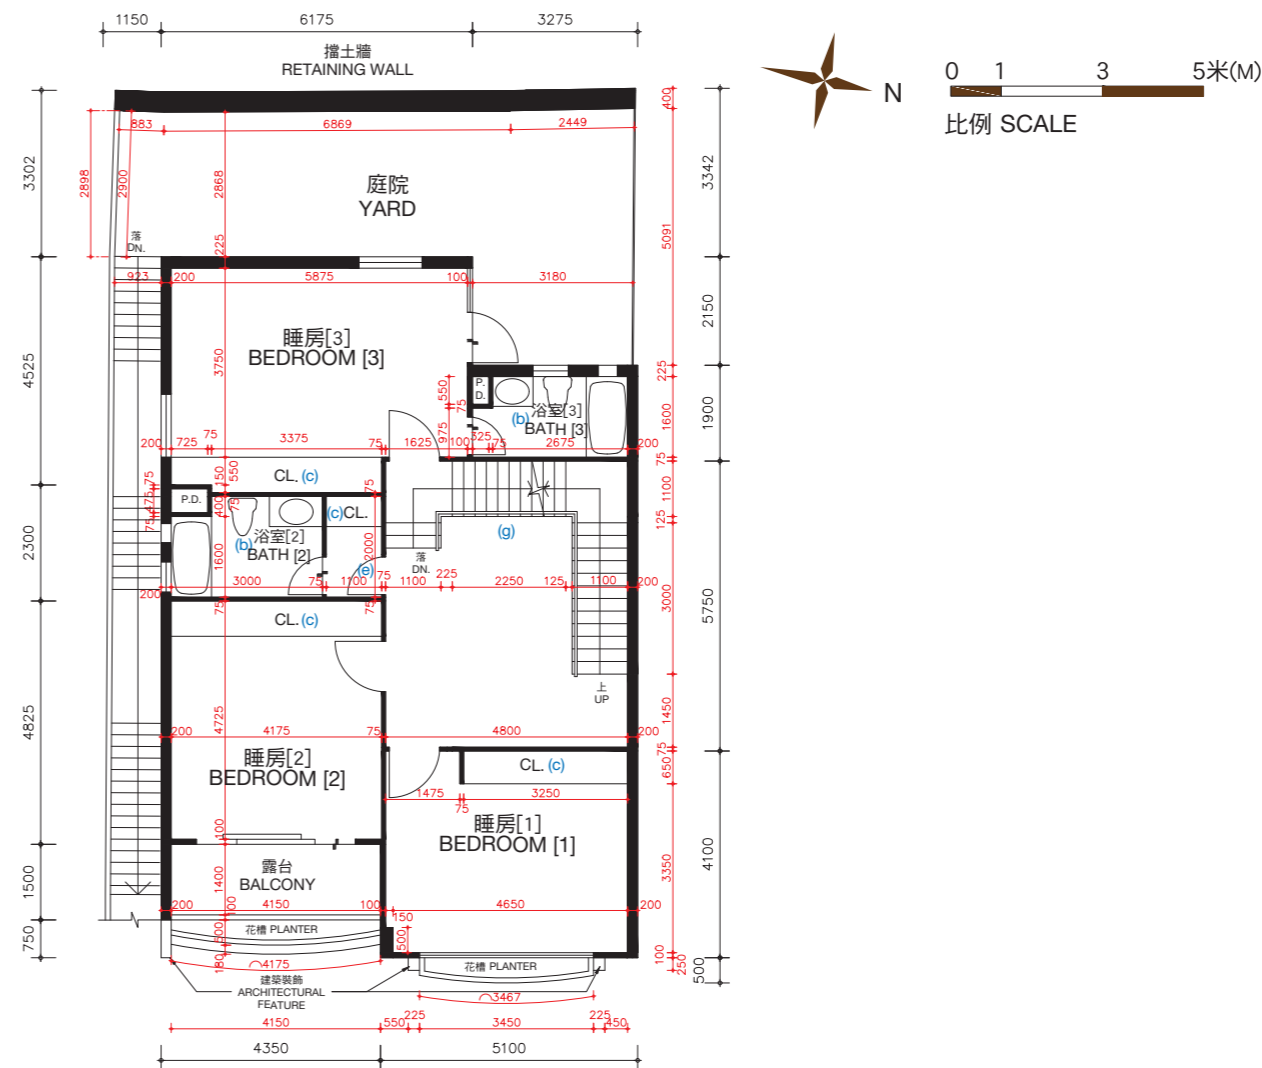 1150 6175 3275
擋土牆
RETAINING WALL
N
0 1 3 5米(M)
比例 SCALE
400
883 6869 2449
3302
2898
2900
2868
3342
庭院
YARD
5091
225
落
DN.
923 200 5875 100 3180
2150
睡房[3]
BEDROOM [3]
3750
4525
225
P.
D.
550
75
浴室[3]
(b)
BATH [3]
1600
1900
975
200 725 75 3375 75 1625 100 325 75 2675 200
75
CL. (c)
150
550
75
75
475
75
P.D.
400
75
(c) CL.
1100
125
(g)
2300
浴室[2]
(b)
BATH [2]
1600
2000
(e)
落
DN.
200 3000 75 1100 75 1100 225 2250 125 1100 200
3000
5750
75
75
CL. (c)
上
UP
4825
4725
1450
200 4175 75 4800 200
75
睡房[2]
BEDROOM [2]
CL. (c)
650
1475 75 3250
睡房[1]
BEDROOM [1]
100
4100
3350
露台
BALCONY
1500
1400
200 4150 100 4650 200
100
150
花槽 PLANTER
500
500
750
180
4175
花槽 PLANTER
100
250
500
建築裝飾
ARCHITECTURAL
FEATURE
3467
4150 550 225 3450 225 450
4350 5100